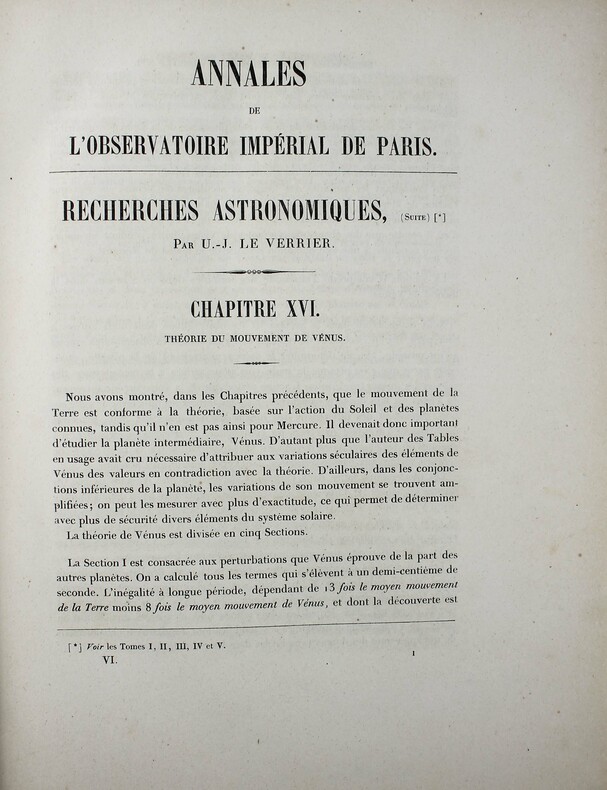 ANNALES
DE
L'OBSERVATOIRE IMPÉRIAL DE PARIS.
RECHERCHES ASTRONOMIQUES, (Suite) [*]
Par U.-J. LE VERRIER.
CHAPITRE XVI.
THÉORIE DU MOUVEMENT DE VÉNUS.
Nous avons montré, dans les Chapitres précédents, que le mouvement de la
Terre est conforme à la théorie, basée sur l'action du Soleil et des planètes
connues, tandis qu'il n'en est pas ainsi pour Mercure. Il devenait donc important
d'étudier la planète intermédiaire, Vénus. D'autant plus que l'auteur des Tables
en usage avait cru nécessaire d'attribuer aux variations séculaires des éléments de
Vénus des valeurs en contradiction avec la théorie. D'ailleurs, dans les conjonc-
tions inférieures de la planète, les variations de son mouvement se trouvent am-
plifiées; on peut les mesurer avec plus d'exactitude, ce qui permet de déterminer
avec plus de sécurité divers éléments du système solaire.
La théorie de Vénus est divisée en cinq Sections.
La Section I est consacrée aux perturbations que Vénus éprouve de la part des
autres planètes. On a calculé tous les termes qui s'élèvent à un demi-centième de
seconde. L'inégalité à longue période, dépendant de 13 fois le moyen mouvement
de la Terre moins 8 fois le moyen mouvement de Vénus, et dont la découverte est
[*] Voir les Tomes I, II, III, IV et V.
VI. 1